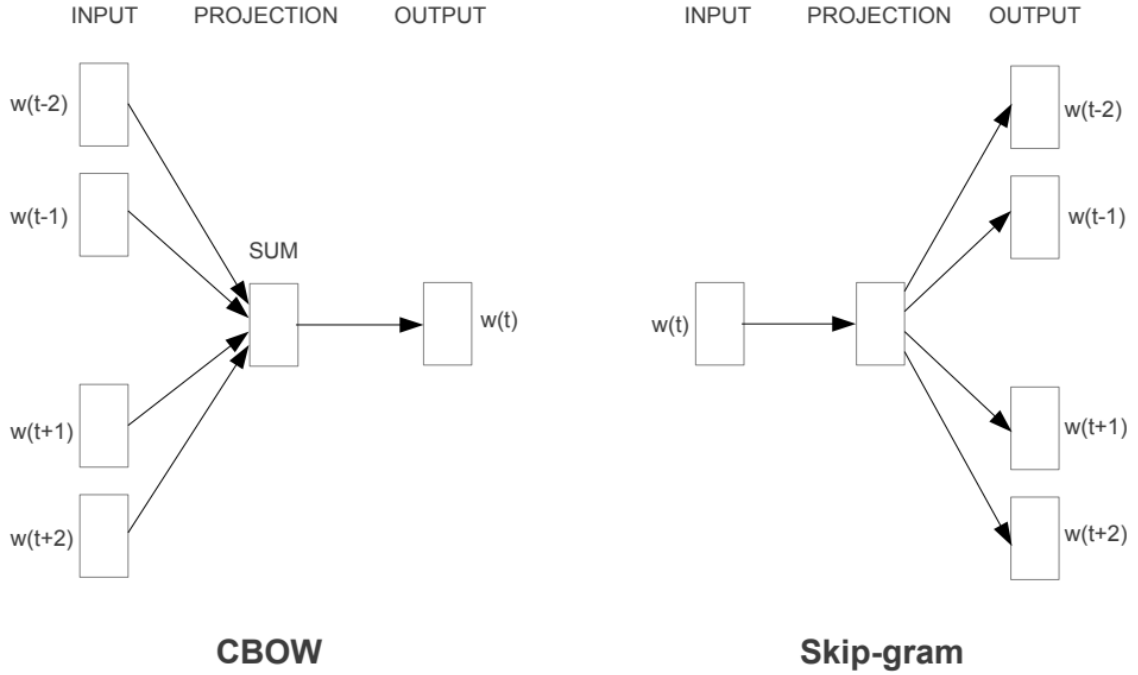 INPUT PROJECTION OUTPUT
w(t-2)
w(t-1)
SUM
w(t)
w(t+1)
w(t+2)
CBOW
INPUT PROJECTION OUTPUT
w(t-2)
w(t-1)
w(t)
w(t+1)
w(t+2)
Skip-gram